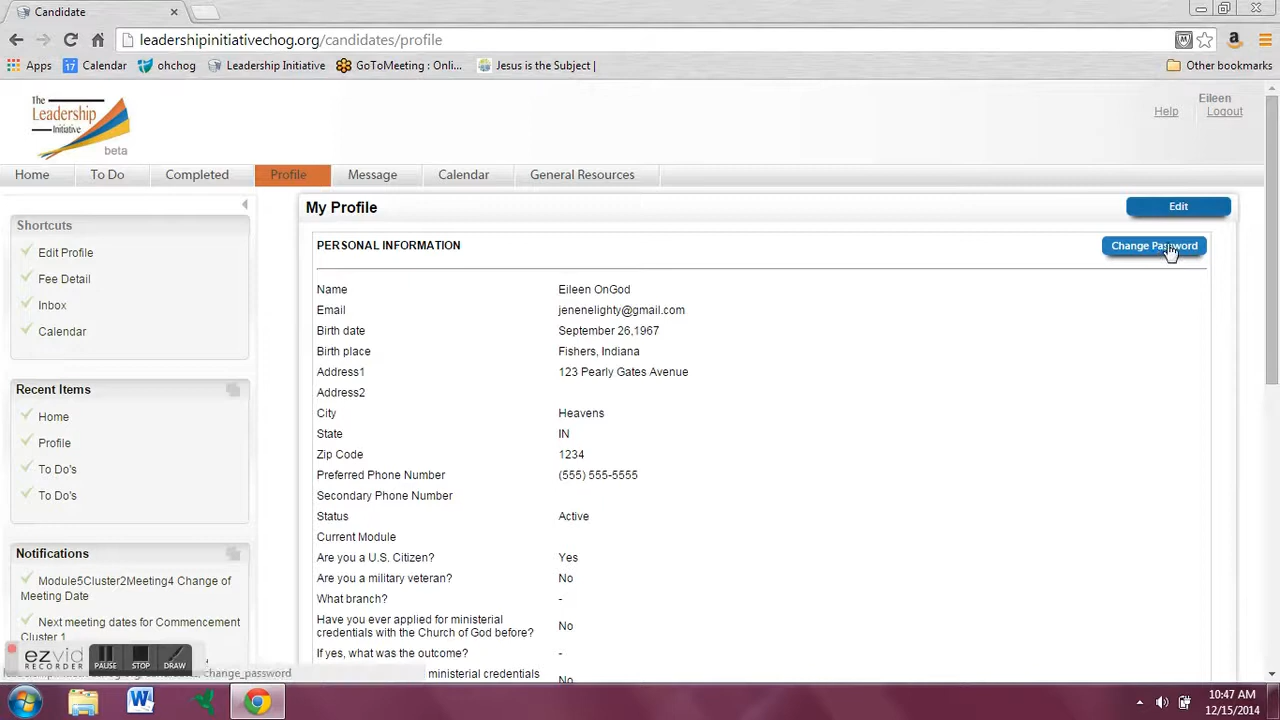 Candidate
leadershipinitiativechog.org/candidates/profile
Apps 17 Calendar ohchog Leadership Initiative GoToMeeting : Onli... Jesus is the Subject | Other bookmarks
The Leadership Initiative
beta
Eileen
Help Logout
Home To Do Completed Profile Message Calendar General Resources
Shortcuts
Edit Profile
Fee Detail
Inbox
Calendar
Recent Items
Home
Profile
To Do's
To Do's
Notifications
Module5Cluster2Meeting4 Change of
Meeting Date
Next meeting dates for Commencement
Cluster 1
My Profile Edit
PERSONAL INFORMATION Change Password
Name Eileen OnGod
Email jenenelighty@gmail.com
Birth date September 26,1967
Birth place Fishers, Indiana
Address1 123 Pearly Gates Avenue
Address2
City Heavens
State IN
Zip Code 1234
Preferred Phone Number (555) 555-5555
Secondary Phone Number
Status Active
Current Module
Are you a U.S. Citizen? Yes
Are you a military veteran? No
What branch? -
Have you ever applied for ministerial
credentials with the Church of God before? No
If yes, what was the outcome? -
ministerial credentials No
ezvid
RECORDER
PAUSE STOP DRAW
change_password
10:47 AM
12/15/2014